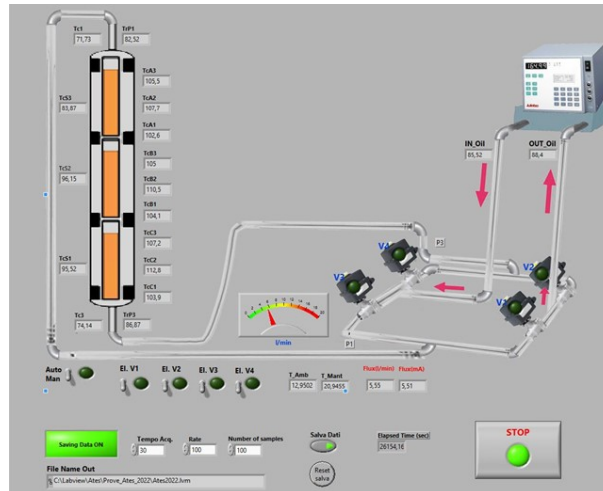 Tc1
71,73
TrP1
82,52
TcA3
105,5
TcS3
83,87
TcA2
107,7
TcA1
102,6
TcB3
105
TcS2
96,15
TcB2
110,5
TcB1
104,1
TcC3
107,2
TcS1
95,52
TcC2
112,8
TcC1
103,9
Tc3
74,14
TrP3
86,87
IN_Oil
85,52
OUT_Oil
86,4
P3
V4
V3
V2
P1
l/min
Auto
Man
El. V1
El. V2
El. V3
El. V4
T_Amb
12,9502
T_Mant
20,9455
Flux(l/min)
5,55
Flux(mA)
5,51
Saving Data ON
Tempo Acq.
30
Rate
100
Number of samples
100
Salva Dati
Reset
salva
Elapsed Time (sec)
26154,16
STOP
File Name Out
C:\Labview\Ates\Prove_Ates_2022\Ates2022.lvm